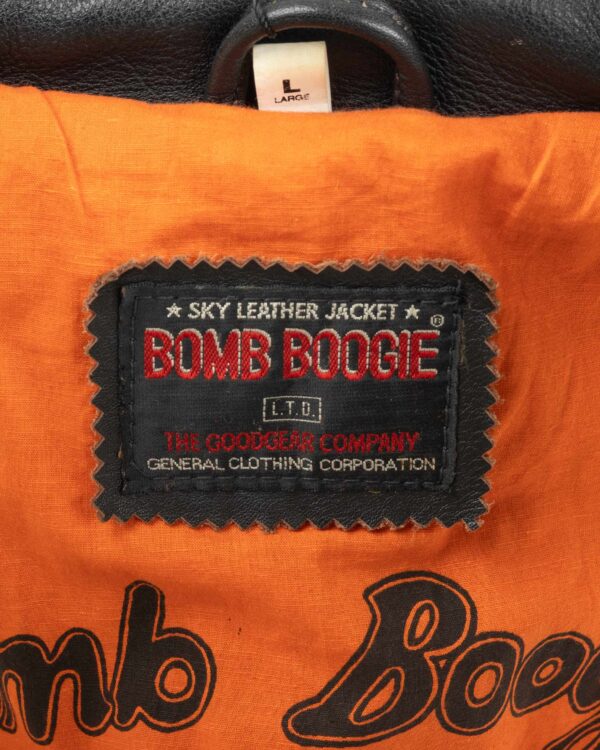 L
LARGE
★ SKY LEATHER JACKET ★
BOMB BOOGIE®
L.T.D.
THE GOODGEAR COMPANY
GENERAL CLOTHING CORPORATION
mb Boog